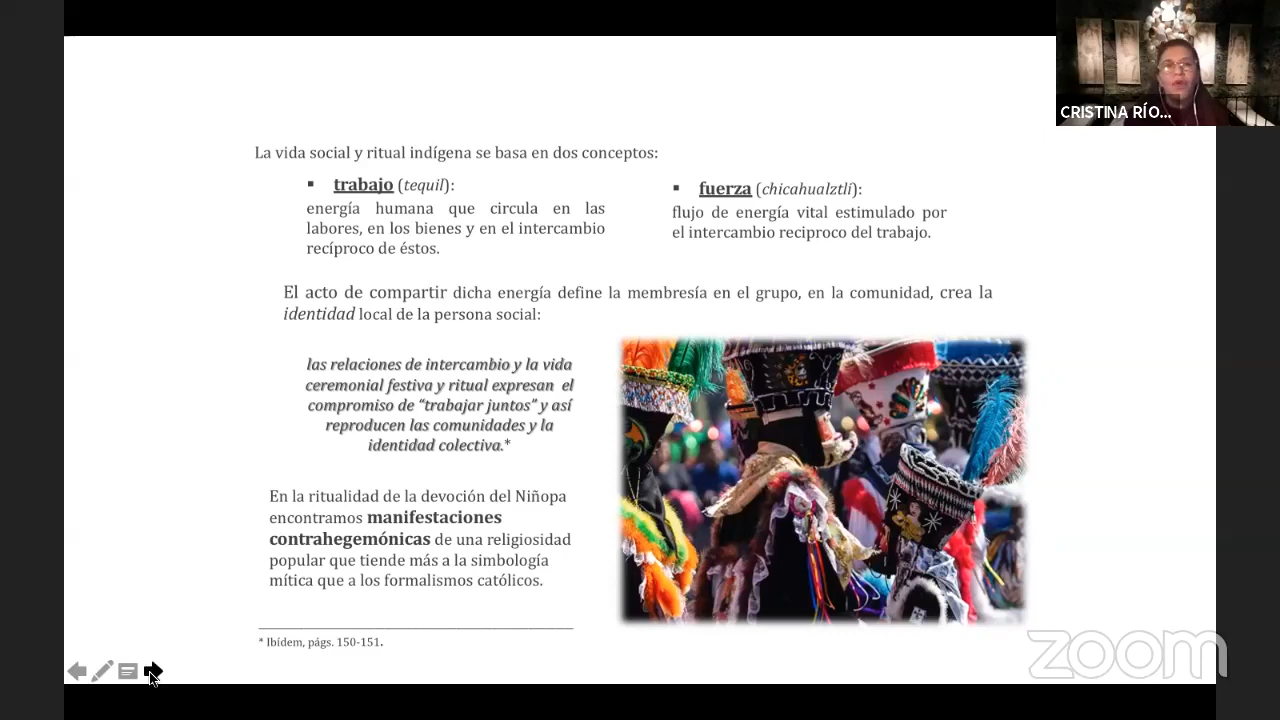 CRISTINA RÍO...
La vida social y ritual indígena se basa en dos conceptos:
▪ trabajo (tequil):
energía humana que circula en las
labores, en los bienes y en el intercambio
recíproco de éstos.
▪ fuerza (chicahualztli):
flujo de energía vital estimulado por
el intercambio reciproco del trabajo.
El acto de compartir dicha energía define la membresía en el grupo, en la comunidad, crea la
identidad local de la persona social:
las relaciones de intercambio y la vida
ceremonial festiva y ritual expresan el
compromiso de “trabajar juntos” y así
reproducen las comunidades y la
identidad colectiva.*
En la ritualidad de la devoción del Niñopa
encontramos manifestaciones
contrahegemónicas de una religiosidad
popular que tiende más a la simbología
mítica que a los formalismos católicos.
* Ibídem, págs. 150-151.
zoom